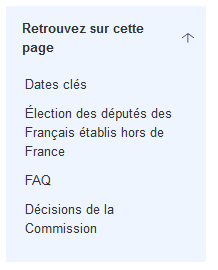 Retrouvez sur cette
page
Dates clés
Élection des députés des
Français établis hors de
France
FAQ
Décisions de la
Commission